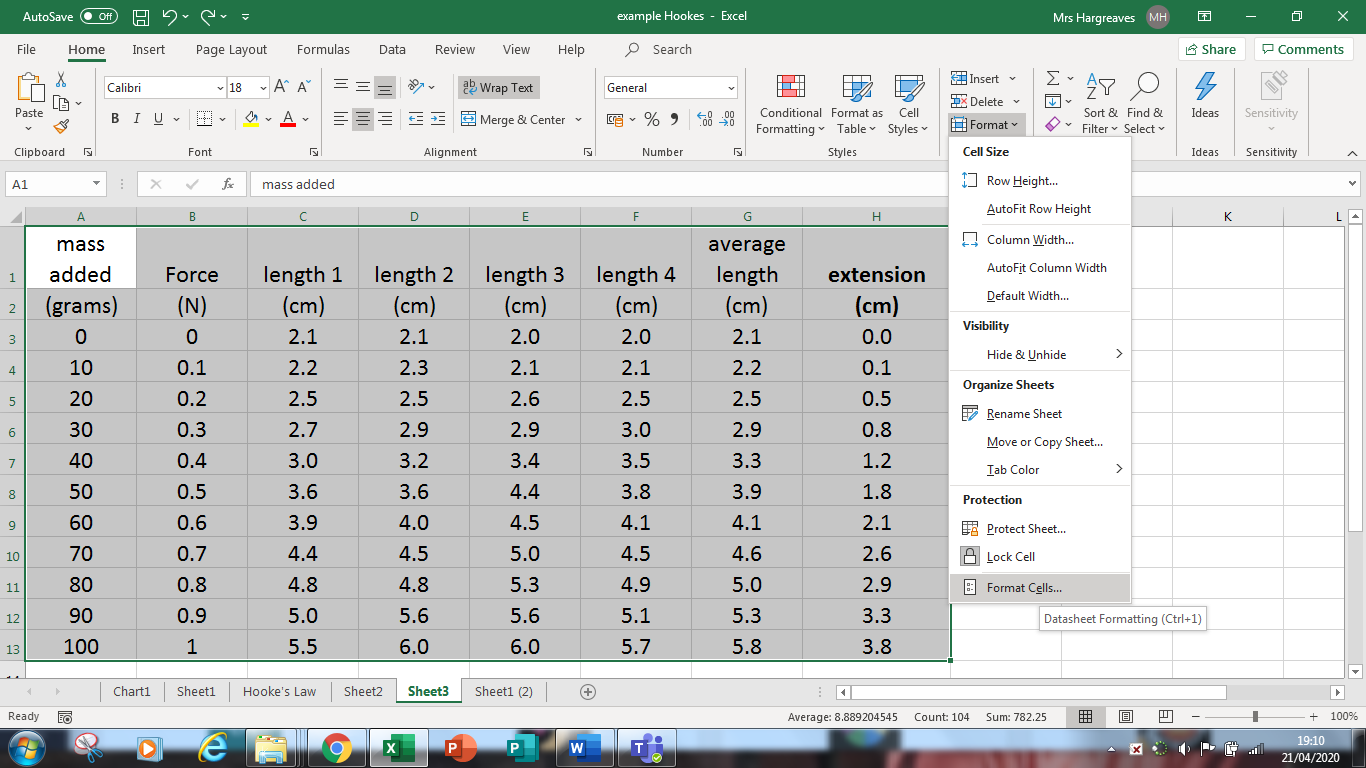 AutoSave Off
example Hookes - Excel
Mrs Hargreaves MH
File Home Insert Page Layout Formulas Data Review View Help Search Share Comments
Paste
Calibri 18
B I U A
Wrap Text
Merge & Center
General
Conditional Formatting
Format as Table
Cell Styles
Insert
Delete
Format
Sort & Filter
Find & Select
Ideas
Sensitivity
Clipboard Font Alignment Number Styles Ideas Sensitivity
A1 fx mass added
A B C D E F G H K L
mass average
1 added Force length 1 length 2 length 3 length 4 length extension
2 (grams) (N) (cm) (cm) (cm) (cm) (cm) (cm)
3 0 0 2.1 2.1 2.0 2.0 2.1 0.0
4 10 0.1 2.2 2.3 2.1 2.1 2.2 0.1
5 20 0.2 2.5 2.5 2.6 2.5 2.5 0.5
6 30 0.3 2.7 2.9 2.9 3.0 2.9 0.8
7 40 0.4 3.0 3.2 3.4 3.5 3.3 1.2
8 50 0.5 3.6 3.6 4.4 3.8 3.9 1.8
9 60 0.6 3.9 4.0 4.5 4.1 4.1 2.1
10 70 0.7 4.4 4.5 5.0 4.5 4.6 2.6
11 80 0.8 4.8 4.8 5.3 4.9 5.0 2.9
12 90 0.9 5.0 5.6 5.6 5.1 5.3 3.3
13 100 1 5.5 6.0 6.0 5.7 5.8 3.8
Cell Size
Row Height...
AutoFit Row Height
Column Width...
AutoFit Column Width
Default Width...
Visibility
Hide & Unhide
Organize Sheets
Rename Sheet
Move or Copy Sheet...
Tab Color
Protection
Protect Sheet...
Lock Cell
Format Cells...
Datasheet Formatting (Ctrl+1)
Chart1 Sheet1 Hooke's Law Sheet2 Sheet3 Sheet1 (2)
Ready Average: 8.889204545 Count: 104 Sum: 782.25 100%
19:10
21/04/2020